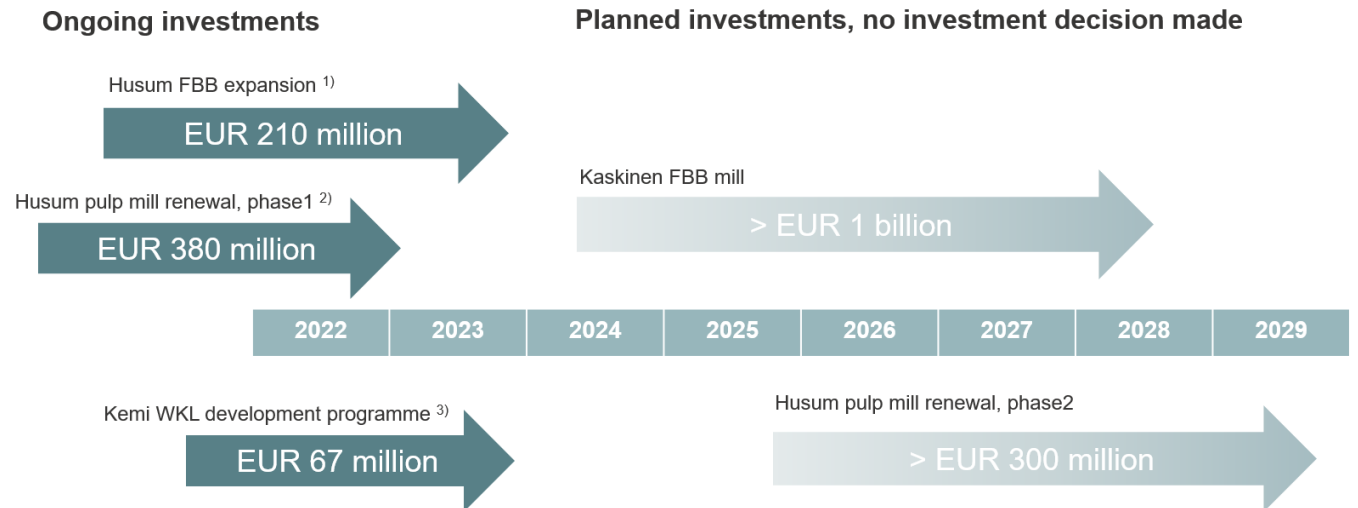 Ongoing investments
Planned investments, no investment decision made
Husum FBB expansion 1)
EUR 210 million
Kaskinen FBB mill
> EUR 1 billion
Husum pulp mill renewal, phase1 2)
EUR 380 million
2022 2023 2024 2025 2026 2027 2028 2029
Kemi WKL development programme 3)
EUR 67 million
Husum pulp mill renewal, phase2
> EUR 300 million